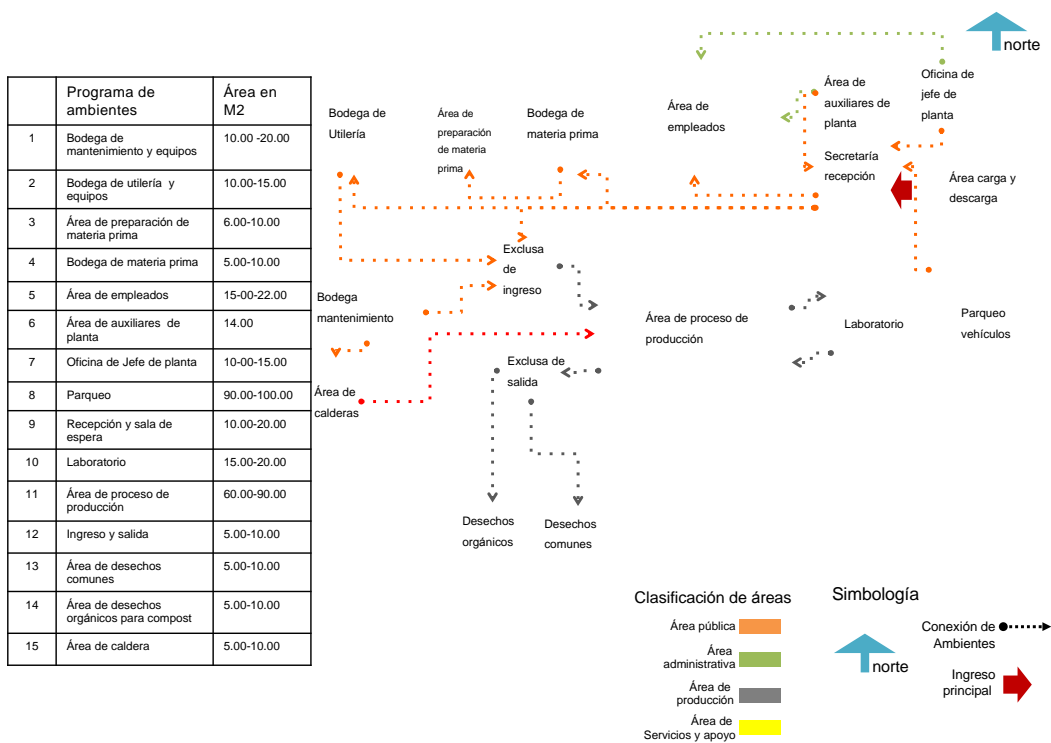 Programa de
ambientes
Área en
M2
1
Bodega de
mantenimiento y equipos
10.00 -20.00
2
Bodega de utilería y
equipos
10.00-15.00
3
Área de preparación de
materia prima
6.00-10.00
4
Bodega de materia prima
5.00-10.00
5
Área de empleados
15-00-22.00
6
Área de auxiliares de
planta
14.00
7
Oficina de Jefe de planta
10-00-15.00
8
Parqueo
90.00-100.00
9
Recepción y sala de
espera
10.00-20.00
10
Laboratorio
15.00-20.00
11
Área de proceso de
producción
60.00-90.00
12
Ingreso y salida
5.00-10.00
13
Área de desechos
comunes
5.00-10.00
14
Área de desechos
orgánicos para compost
5.00-10.00
15
Área de caldera
5.00-10.00
norte
Bodega de
Utilería
Área de
preparación
de materia
prima
Bodega de
materia prima
Área de
empleados
Área de
auxiliares de
planta
Oficina de
jefe de
planta
Secretaría
recepción
Área carga y
descarga
Exclusa
de
ingreso
Bodega
mantenimiento
Área de proceso de
producción
Laboratorio
Parqueo
vehículos
Exclusa de
salida
Área de
calderas
Desechos
orgánicos
Desechos
comunes
Clasificación de áreas
Área pública
Área
administrativa
Área de
producción
Área de
Servicios y apoyo
Simbología
norte
Conexión de
Ambientes
Ingreso
principal